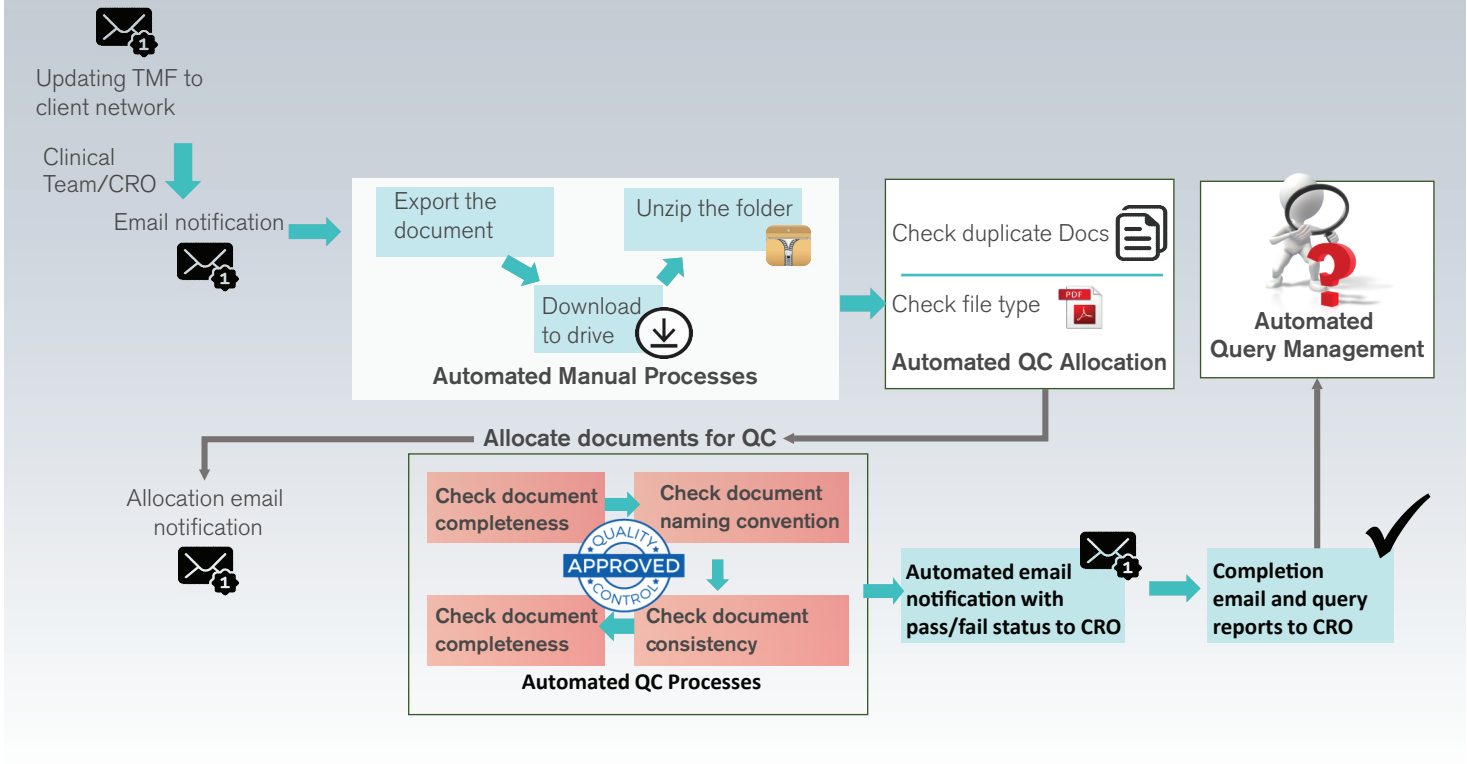 1
Updating TMF to
client network
Clinical
Team/CRO
Email notification
1
Export the
document
Unzip the folder
Download
to drive
Automated Manual Processes
Check duplicate Docs
Check file type
PDF
Automated QC Allocation
?
Automated
Query Management
Allocate documents for QC
Allocation email
notification
1
Check document
completeness
Check document
naming convention
QUALITY
APPROVED
CONTROL
Check document
completeness
Check document
consistency
Automated QC Processes
1
Automated email
notification with
pass/fail status to CRO
Completion
email and query
reports to CRO